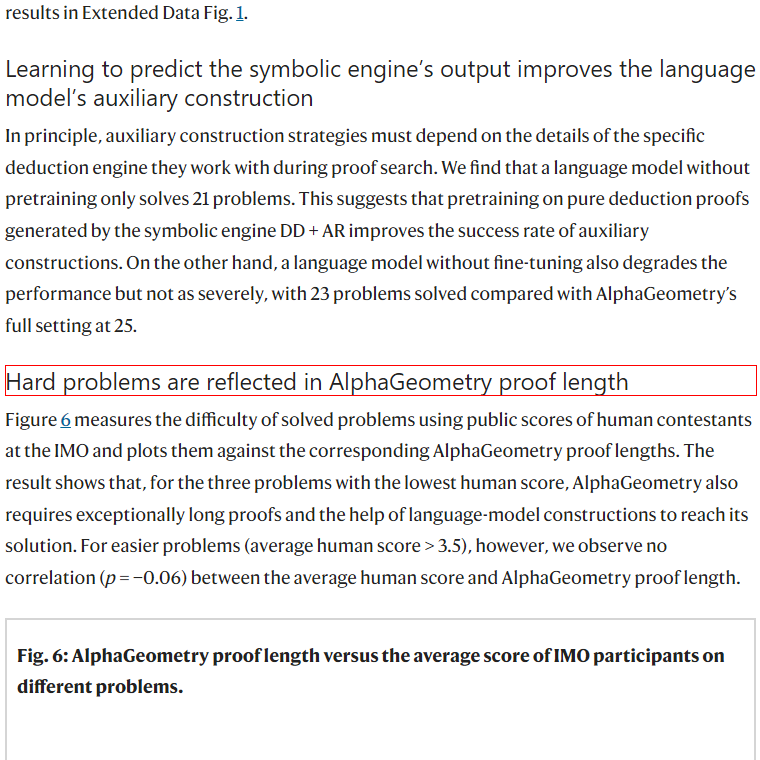 results in Extended Data Fig. 1.
Learning to predict the symbolic engine’s output improves the language
model’s auxiliary construction
In principle, auxiliary construction strategies must depend on the details of the specific
deduction engine they work with during proof search. We find that a language model without
pretraining only solves 21 problems. This suggests that pretraining on pure deduction proofs
generated by the symbolic engine DD + AR improves the success rate of auxiliary
constructions. On the other hand, a language model without fine-tuning also degrades the
performance but not as severely, with 23 problems solved compared with AlphaGeometry’s
full setting at 25.
Hard problems are reflected in AlphaGeometry proof length
Figure 6 measures the difficulty of solved problems using public scores of human contestants
at the IMO and plots them against the corresponding AlphaGeometry proof lengths. The
result shows that, for the three problems with the lowest human score, AlphaGeometry also
requires exceptionally long proofs and the help of language-model constructions to reach its
solution. For easier problems (average human score > 3.5), however, we observe no
correlation (p = −0.06) between the average human score and AlphaGeometry proof length.
Fig. 6: AlphaGeometry proof length versus the average score of IMO participants on
different problems.